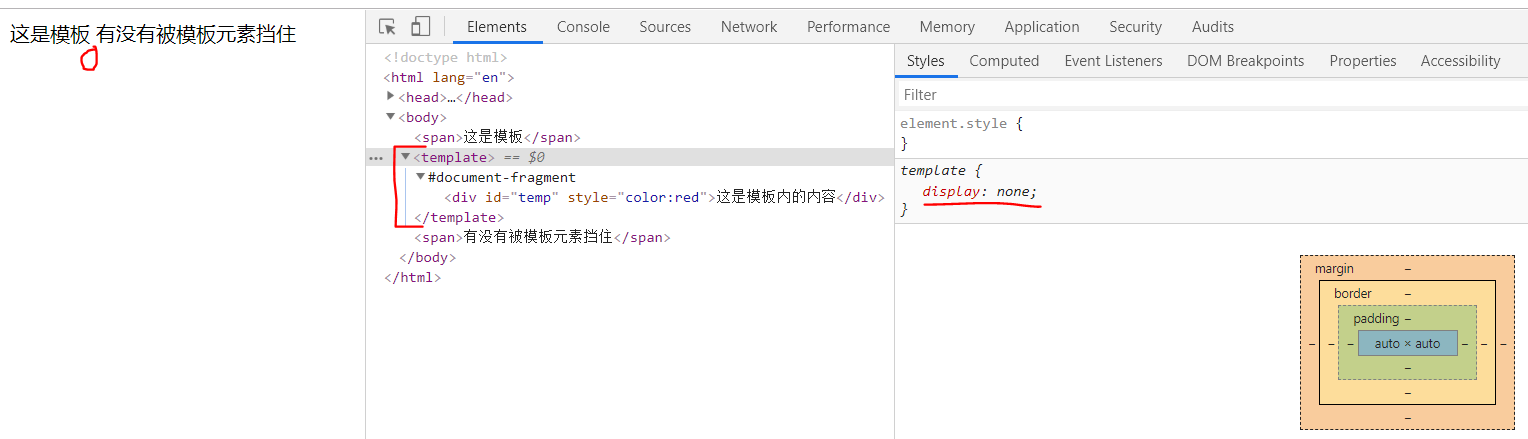 这是模板 有没有被模板元素挡住
Elements Console Sources Network Performance Memory Application Security Audits
<!doctype html>
<html lang="en">
<head>…</head>
<body>
<span>这是模板</span>
<template> == $0
#document-fragment
<div id="temp" style="color:red">这是模板内的内容</div>
</template>
<span>有没有被模板元素挡住</span>
</body>
</html>
Styles Computed Event Listeners DOM Breakpoints Properties Accessibility
Filter
element.style {
}
template {
display: none;
}
margin –
border –
padding –
– – – auto × auto – – –
–
–
–